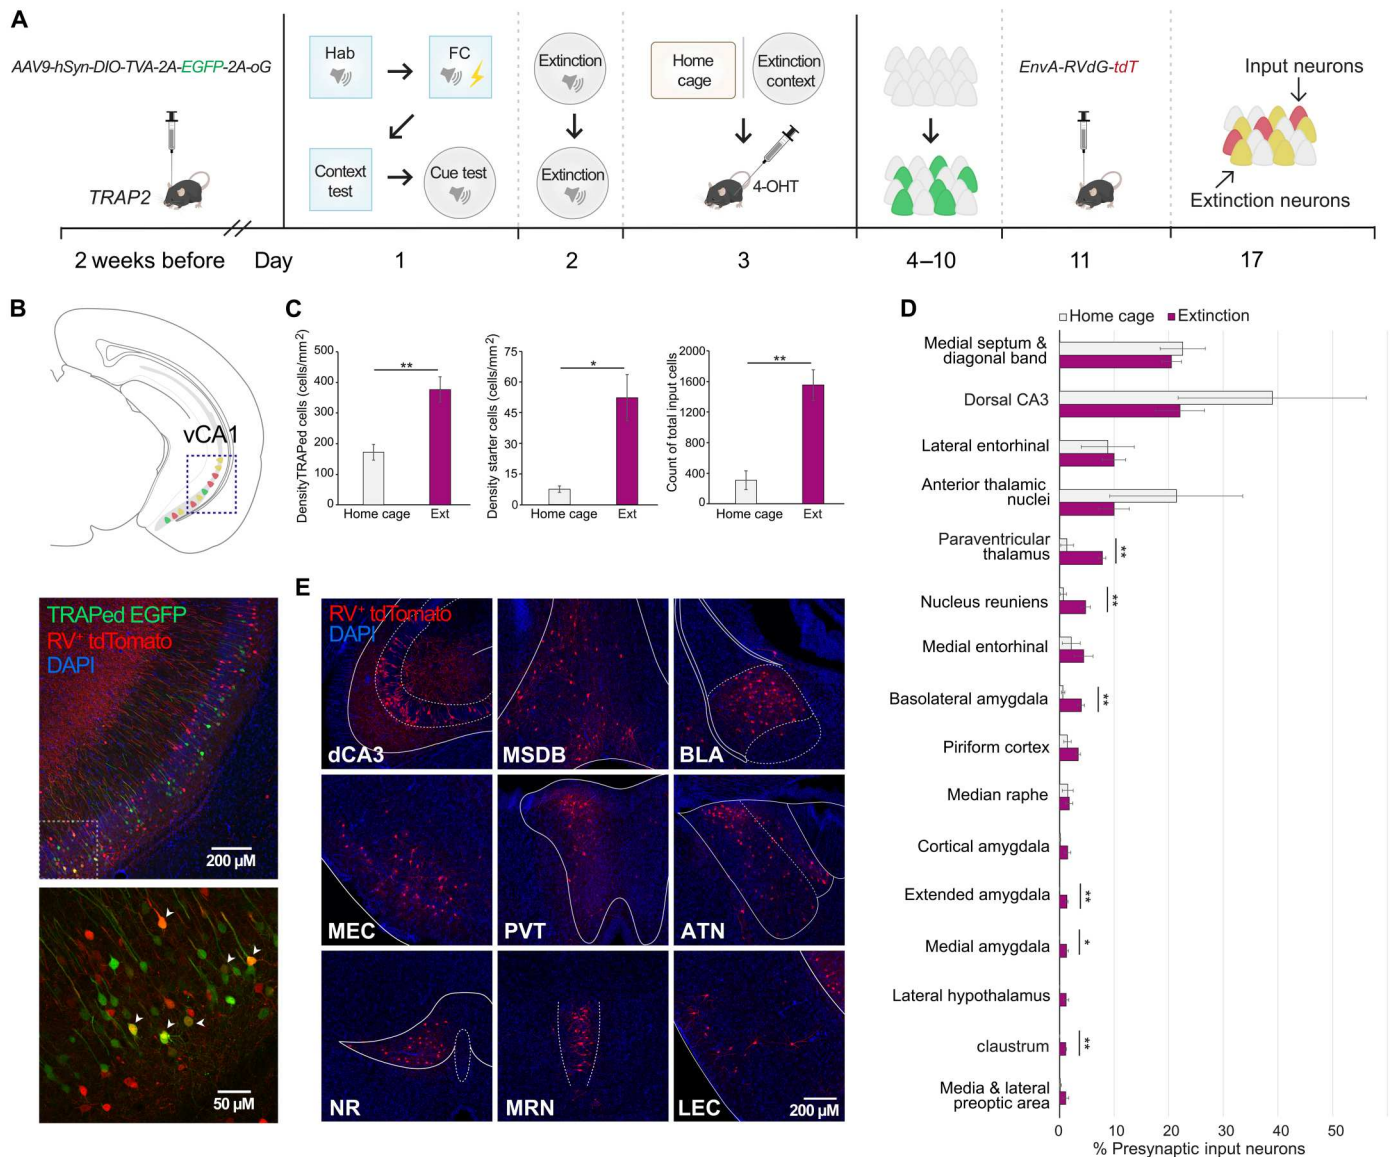 A
AAV9-hSyn-DIO-TVA-2A-EGFP-2A-oG
TRAP2
Hab
FC
Context
test
Cue test
Extinction
Extinction
Home
cage
Extinction
context
4-OHT
EnvA-RVdG-tdT
Input neurons
Extinction neurons
2 weeks before
Day
1
2
3
4–10
11
17
B
vCA1
TRAPed EGFP
RV+ tdTomato
DAPI
200 µM
50 µM
C
DensityTRAPed cells (cells/mm²)
500
400
300
200
100
0
**
Home cage
Ext
Density starter cells (cells/mm²)
75
60
45
30
15
0
*
Home cage
Ext
Count of total input cells
2000
1600
1200
800
400
0
**
Home cage
Ext
D
Home cage
Extinction
Medial septum &
diagonal band
Dorsal CA3
Lateral entorhinal
Anterior thalamic
nuclei
Paraventricular
thalamus
**
Nucleus reuniens
**
Medial entorhinal
Basolateral amygdala
**
Piriform cortex
Median raphe
Cortical amygdala
Extended amygdala
**
Medial amygdala
*
Lateral hypothalamus
claustrum
**
Media & lateral
preoptic area
0
10
20
30
40
50
% Presynaptic input neurons
E
RV+ tdTomato
DAPI
dCA3
MSDB
BLA
MEC
PVT
ATN
NR
MRN
LEC
200 µM